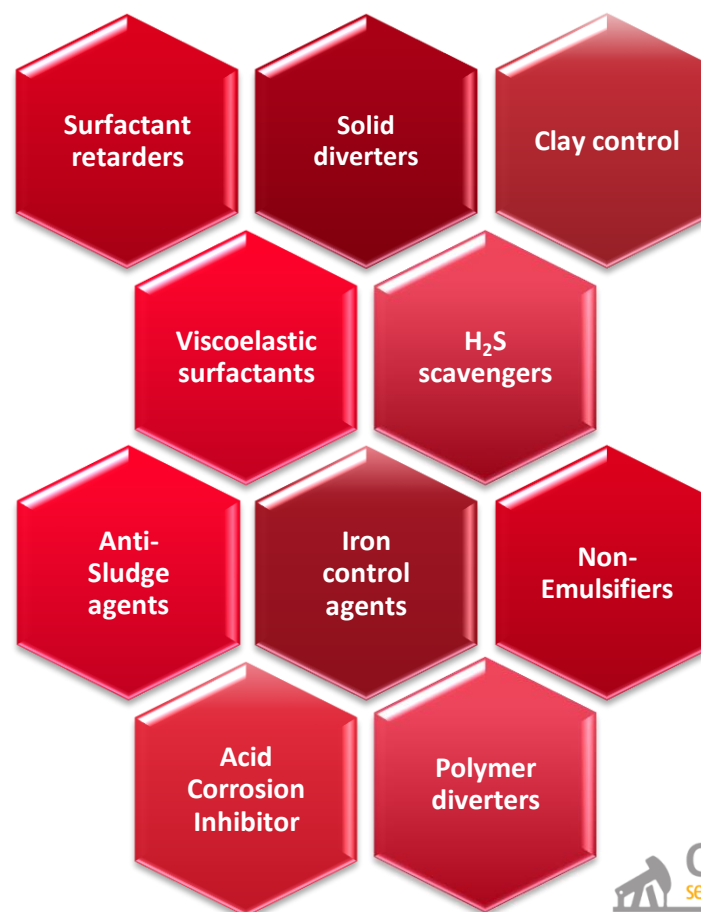 Surfactant
retarders
Solid
diverters
Clay control
Viscoelastic
surfactants
H₂S
scavengers
Anti-
Sludge
agents
Iron
control
agents
Non-
Emulsifiers
Acid
Corrosion
Inhibitor
Polymer
diverters